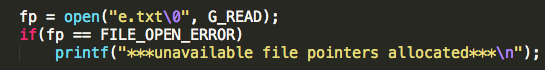 fp = open("e.txt\0", G_READ);
if(fp == FILE_OPEN_ERROR)
printf("***unavailable file pointers allocated***\n");